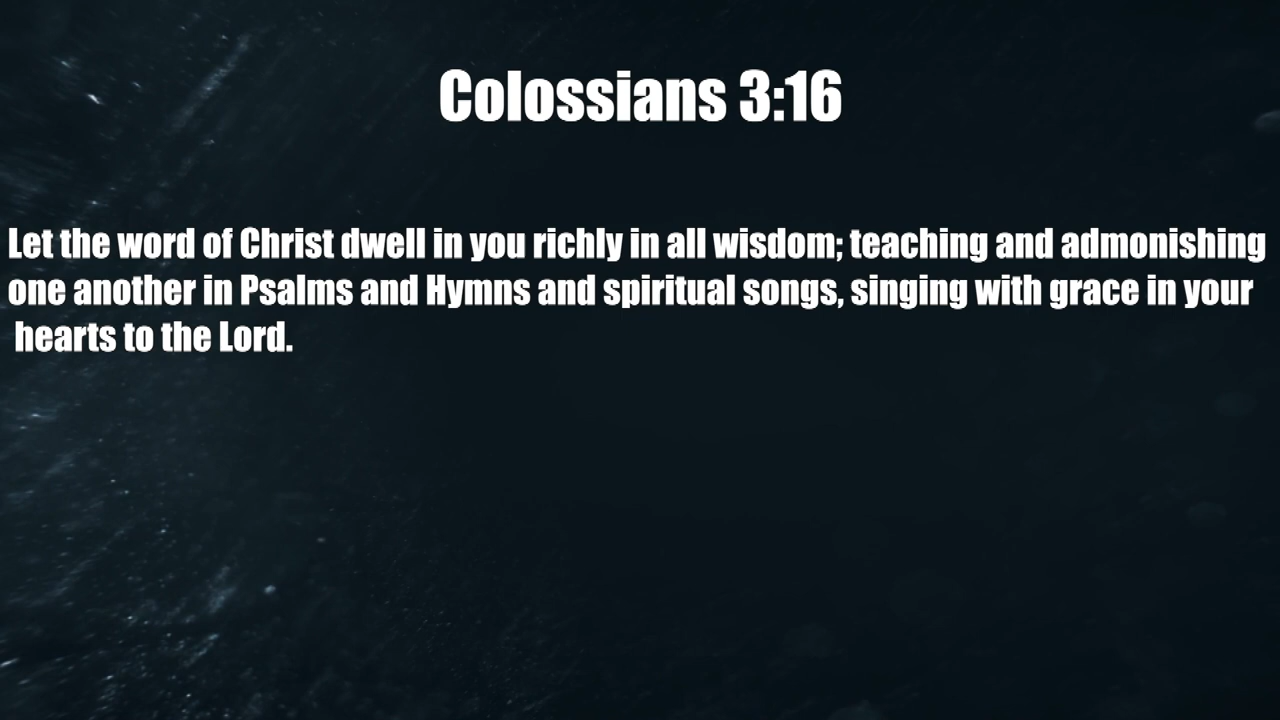 Colossians 3:16
Let the word of Christ dwell in you richly in all wisdom; teaching and admonishing
one another in Psalms and Hymns and spiritual songs, singing with grace in your
hearts to the Lord.